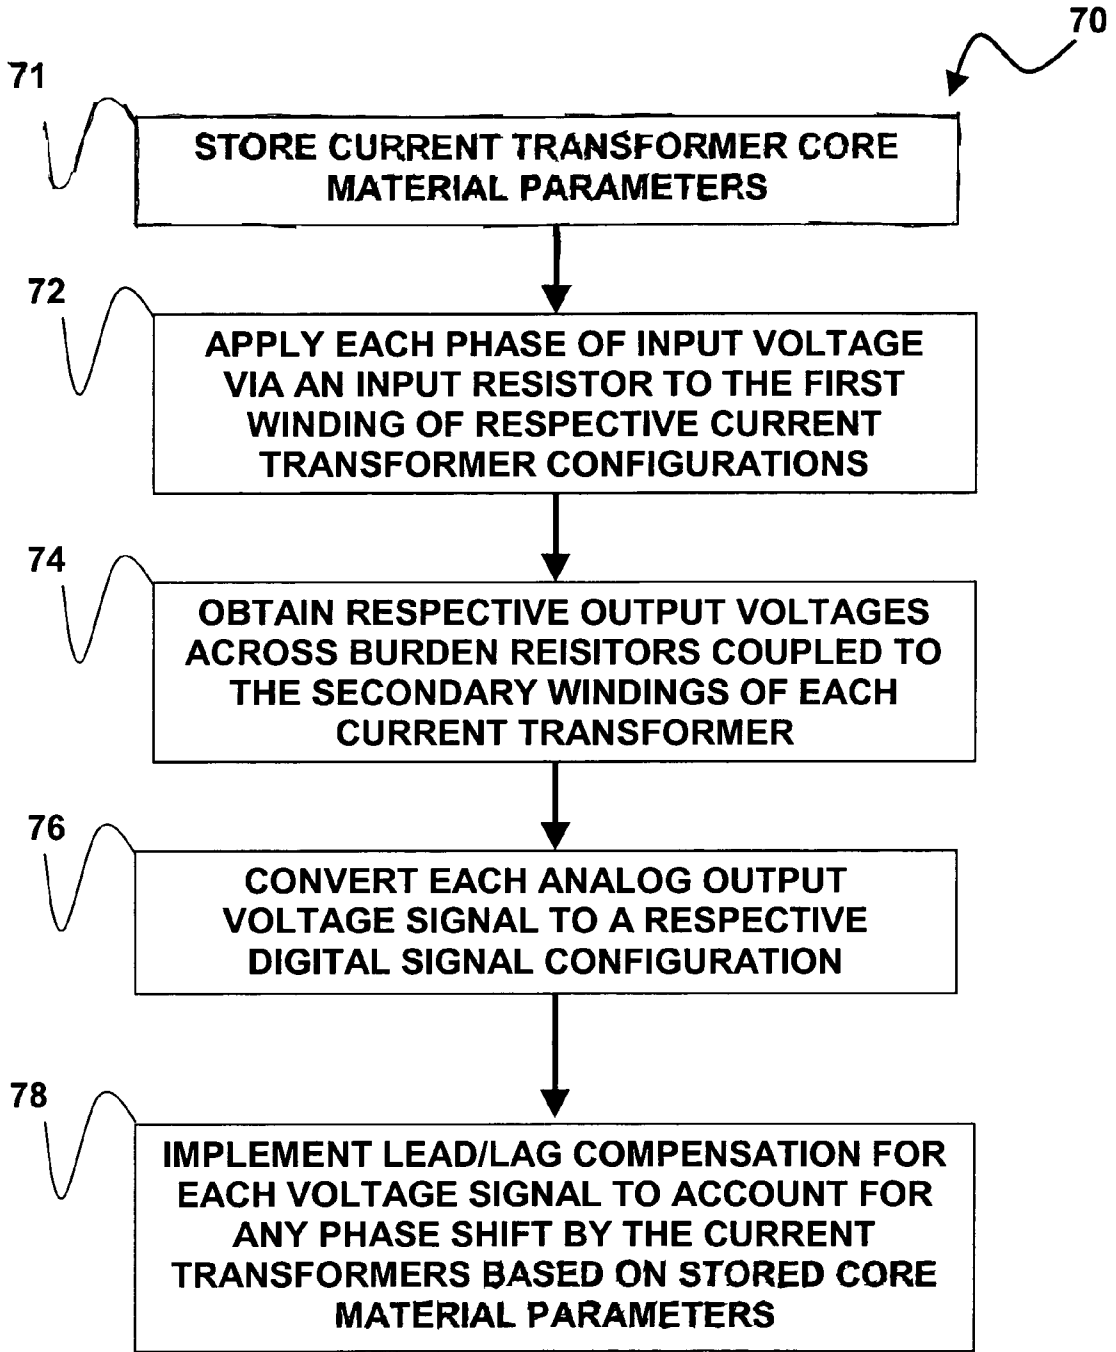 70
71
STORE CURRENT TRANSFORMER CORE
MATERIAL PARAMETERS
72
APPLY EACH PHASE OF INPUT VOLTAGE
VIA AN INPUT RESISTOR TO THE FIRST
WINDING OF RESPECTIVE CURRENT
TRANSFORMER CONFIGURATIONS
74
OBTAIN RESPECTIVE OUTPUT VOLTAGES
ACROSS BURDEN REISITORS COUPLED TO
THE SECONDARY WINDINGS OF EACH
CURRENT TRANSFORMER
76
CONVERT EACH ANALOG OUTPUT
VOLTAGE SIGNAL TO A RESPECTIVE
DIGITAL SIGNAL CONFIGURATION
78
IMPLEMENT LEAD/LAG COMPENSATION FOR
EACH VOLTAGE SIGNAL TO ACCOUNT FOR
ANY PHASE SHIFT BY THE CURRENT
TRANSFORMERS BASED ON STORED CORE
MATERIAL PARAMETERS